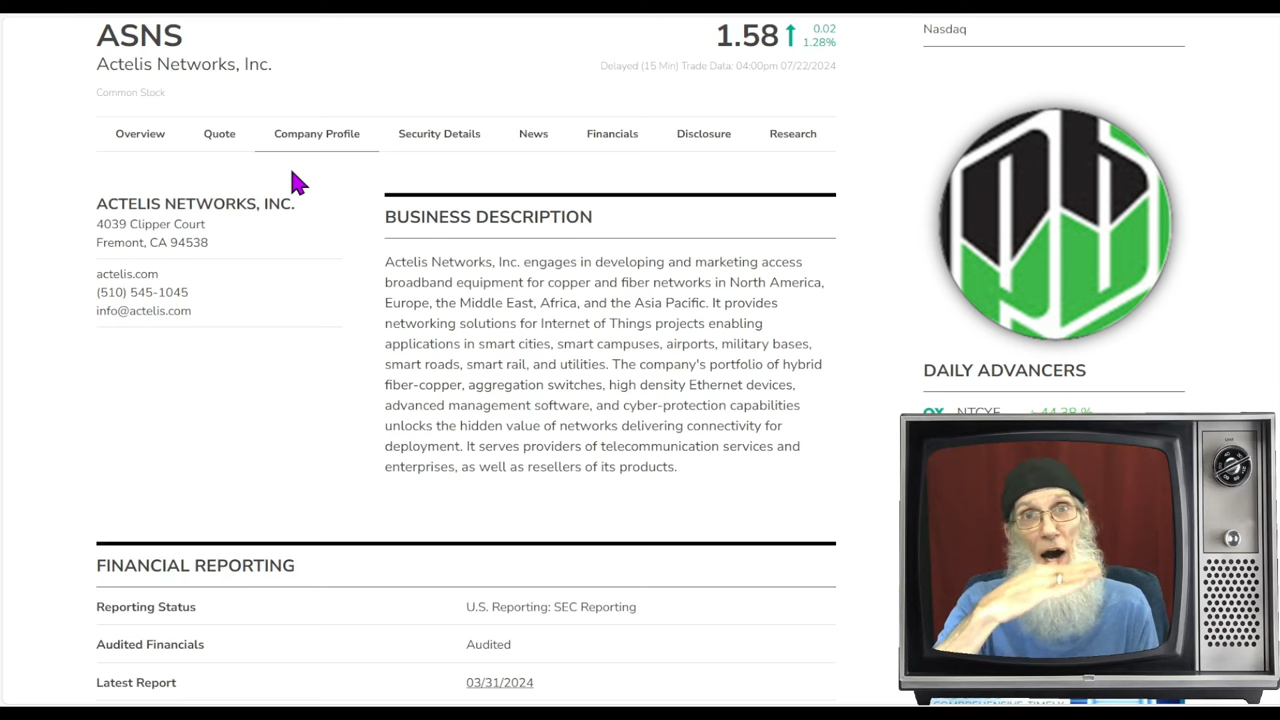 ASNS
1.58
0.02
1.28%
Actelis Networks, Inc.
Delayed (15 Min) Trade Data: 04:00pm 07/22/2024
Common Stock
Nasdaq
Overview Quote Company Profile Security Details News Financials Disclosure Research
ACTELIS NETWORKS, INC.
4039 Clipper Court
Fremont, CA 94538
actelis.com
(510) 545-1045
info@actelis.com
BUSINESS DESCRIPTION
Actelis Networks, Inc. engages in developing and marketing access
broadband equipment for copper and fiber networks in North America,
Europe, the Middle East, Africa, and the Asia Pacific. It provides
networking solutions for Internet of Things projects enabling
applications in smart cities, smart campuses, airports, military bases,
smart roads, smart rail, and utilities. The company's portfolio of hybrid
fiber-copper, aggregation switches, high density Ethernet devices,
advanced management software, and cyber-protection capabilities
unlocks the hidden value of networks delivering connectivity for
deployment. It serves providers of telecommunication services and
enterprises, as well as resellers of its products.
DAILY ADVANCERS
QX NTCYF + 44.38 %
FINANCIAL REPORTING
Reporting Status U.S. Reporting: SEC Reporting
Audited Financials Audited
Latest Report 03/31/2024
COMPREHENSIVE, TIMELY